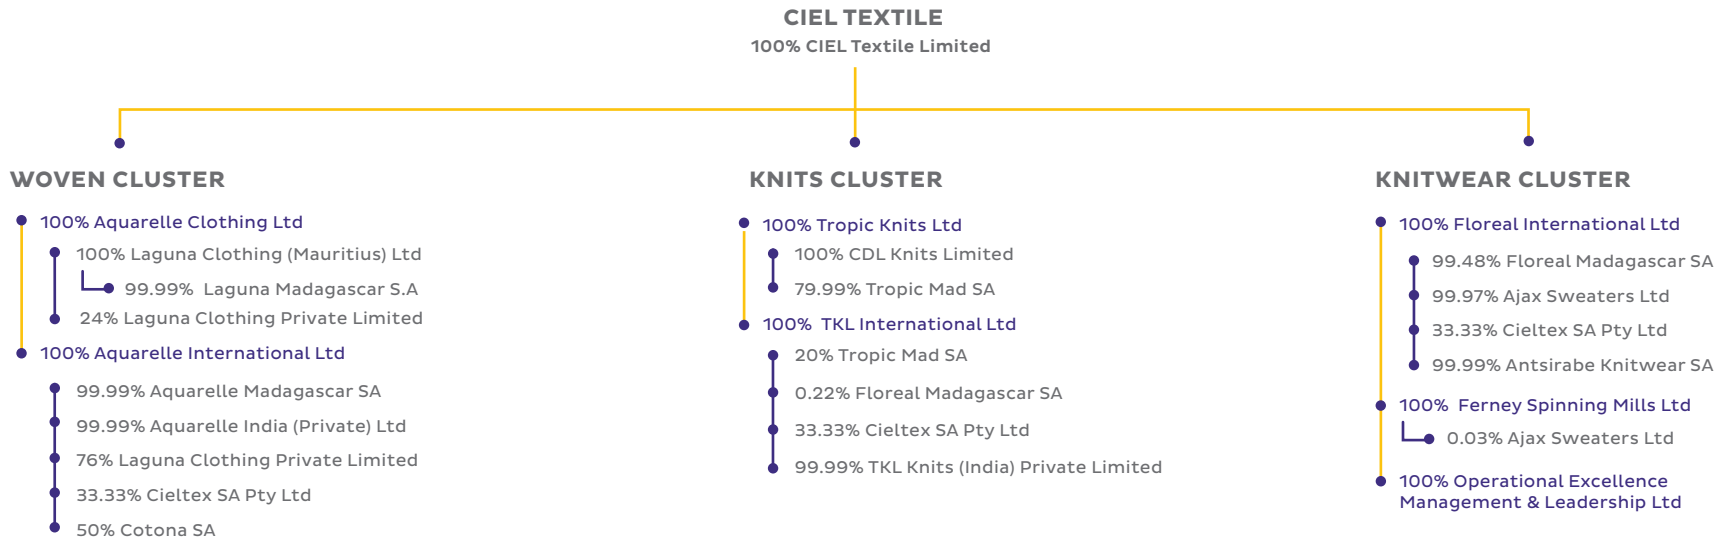 CIEL TEXTILE
100% CIEL Textile Limited
WOVEN CLUSTER
100% Aquarelle Clothing Ltd
100% Laguna Clothing (Mauritius) Ltd
99.99% Laguna Madagascar S.A
24% Laguna Clothing Private Limited
100% Aquarelle International Ltd
99.99% Aquarelle Madagascar SA
99.99% Aquarelle India (Private) Ltd
76% Laguna Clothing Private Limited
33.33% Cieltex SA Pty Ltd
50% Cotona SA
KNITS CLUSTER
100% Tropic Knits Ltd
100% CDL Knits Limited
79.99% Tropic Mad SA
100% TKL International Ltd
20% Tropic Mad SA
0.22% Floreal Madagascar SA
33.33% Cieltex SA Pty Ltd
99.99% TKL Knits (India) Private Limited
KNITWEAR CLUSTER
100% Floreal International Ltd
99.48% Floreal Madagascar SA
99.97% Ajax Sweaters Ltd
33.33% Cieltex SA Pty Ltd
99.99% Antsirabe Knitwear SA
100% Ferney Spinning Mills Ltd
0.03% Ajax Sweaters Ltd
100% Operational Excellence
Management & Leadership Ltd